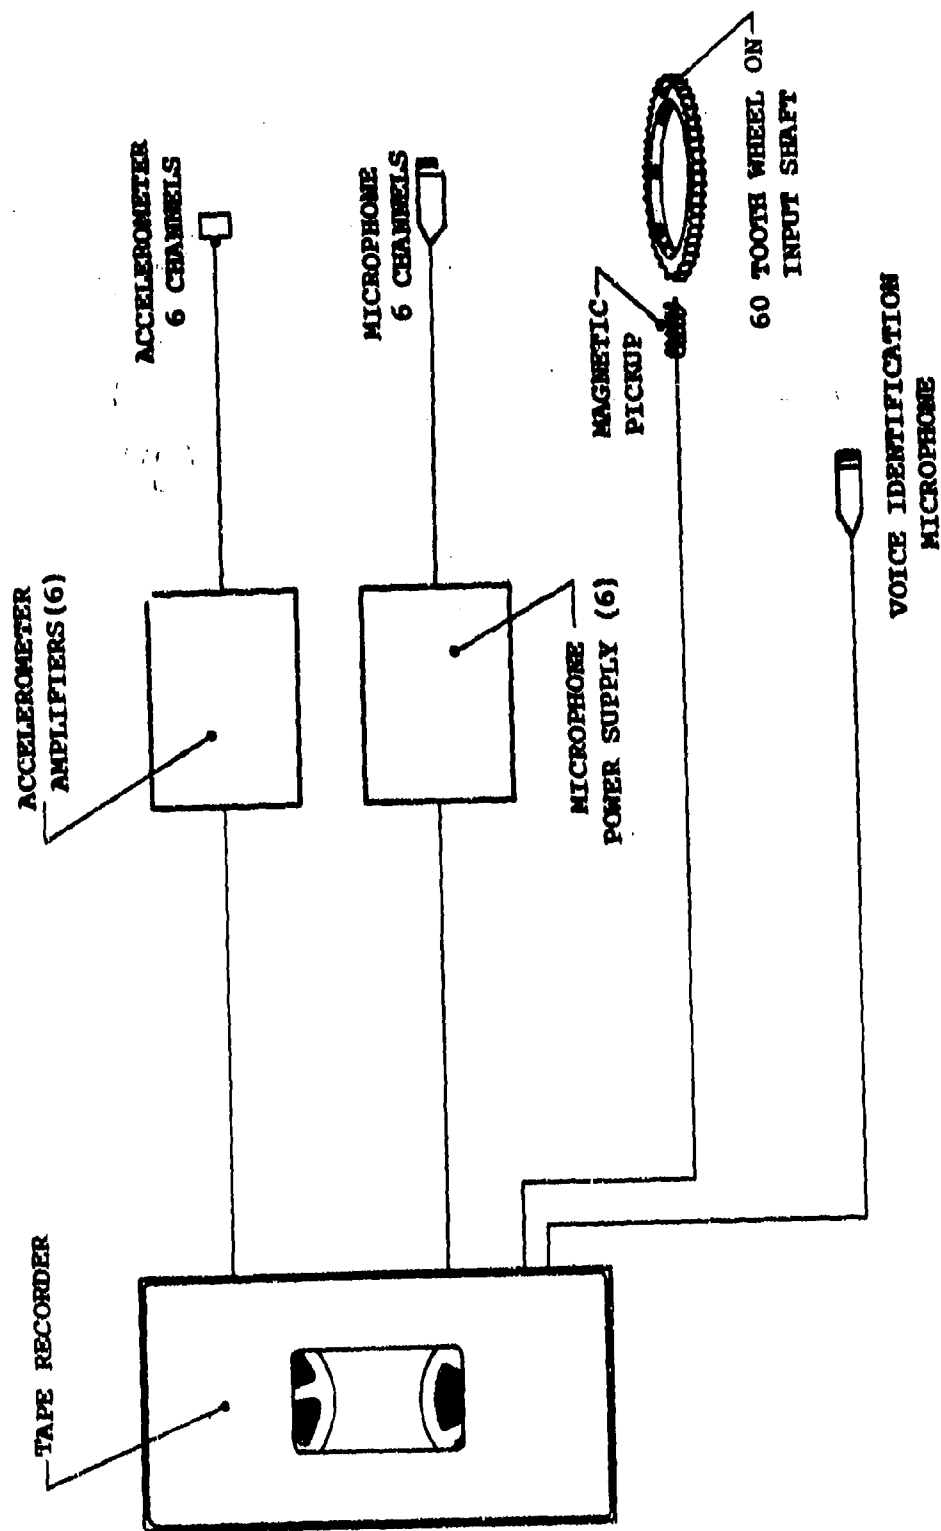 TAPE RECORDER
ACCELEROMETER
AMPLIFIERS(6)
ACCELEROMETER
6 CHANNELS
MICROPHONE
6 CHANNELS
MICROPHONE
POWER SUPPLY (6)
MAGNETIC
PICKUP
60 TOOTH WHEEL ON
INPUT SHAFT
VOICE IDENTIFICATION
MICROPHONE